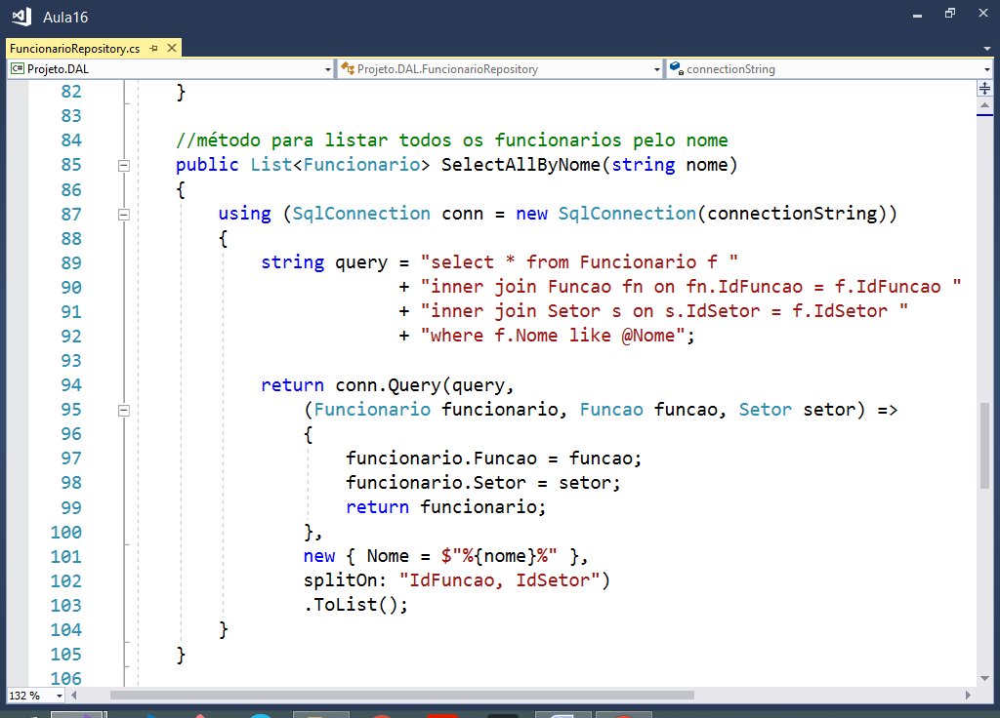 Aula16
FuncionarioRepository.cs
C# Projeto.DAL
Projeto.DAL.FuncionarioRepository
connectionString
82 }
83
84 //método para listar todos os funcionarios pelo nome
85 public List<Funcionario> SelectAllByNome(string nome)
86 {
87 using (SqlConnection conn = new SqlConnection(connectionString))
88 {
89 string query = "select * from Funcionario f "
90 + "inner join Funcao fn on fn.IdFuncao = f.IdFuncao "
91 + "inner join Setor s on s.IdSetor = f.IdSetor "
92 + "where f.Nome like @Nome";
93
94 return conn.Query(query,
95 (Funcionario funcionario, Funcao funcao, Setor setor) =>
96 {
97 funcionario.Funcao = funcao;
98 funcionario.Setor = setor;
99 return funcionario;
100 },
101 new { Nome = $"%{nome}%" },
102 splitOn: "IdFuncao, IdSetor")
103 .ToList();
104 }
105 }
106
132 %